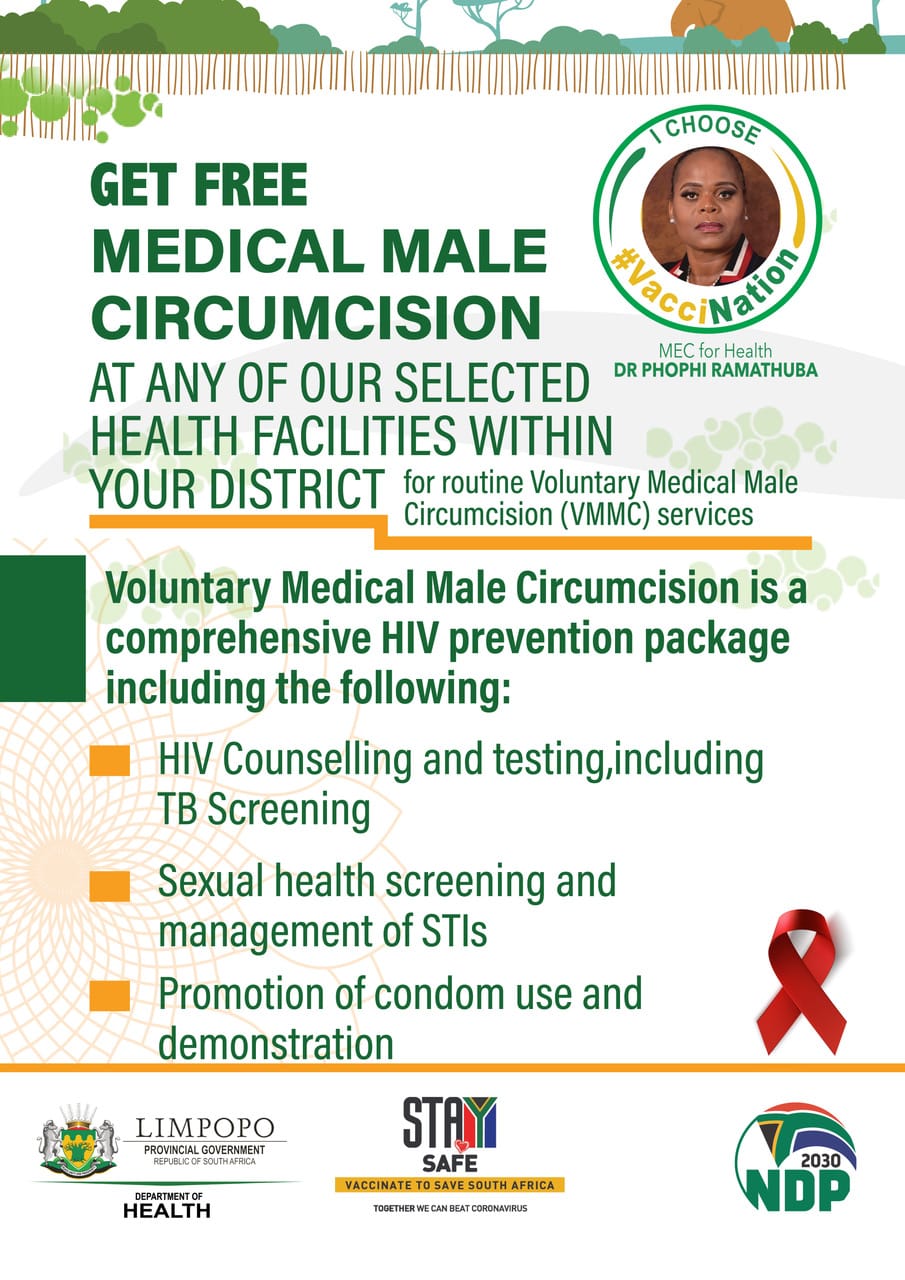 GET FREE
MEDICAL MALE
CIRCUMCISION
AT ANY OF OUR SELECTED
HEALTH FACILITIES WITHIN
YOUR DISTRICT
for routine Voluntary Medical Male
Circumcision (VMMC) services
I CHOOSE
#VacciNation
MEC for Health
DR PHOPHI RAMATHUBA
Voluntary Medical Male Circumcision is a
comprehensive HIV prevention package
including the following:
HIV Counselling and testing,including
TB Screening
Sexual health screening and
management of STIs
Promotion of condom use and
demonstration
LIMPOPO
PROVINCIAL GOVERNMENT
REPUBLIC OF SOUTH AFRICA
DEPARTMENT OF
HEALTH
STAY
SAFE
VACCINATE TO SAVE SOUTH AFRICA
TOGETHER WE CAN BEAT CORONAVIRUS
2030
NDP